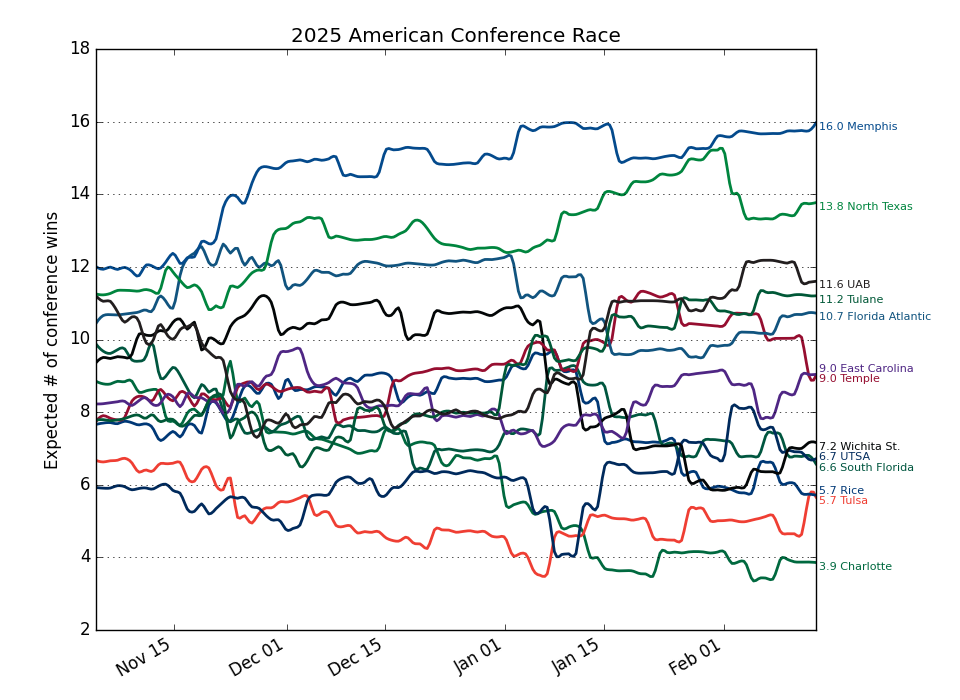 2025 American Conference Race
Expected # of conference wins
18
16
14
12
10
8
6
4
2
Nov 15
Dec 01
Dec 15
Jan 01
Jan 15
Feb 01
16.0 Memphis
13.8 North Texas
11.6 UAB
11.2 Tulane
10.7 Florida Atlantic
9.0 East Carolina
9.0 Temple
7.2 Wichita St.
6.7 UTSA
6.6 South Florida
5.7 Rice
5.7 Tulsa
3.9 Charlotte